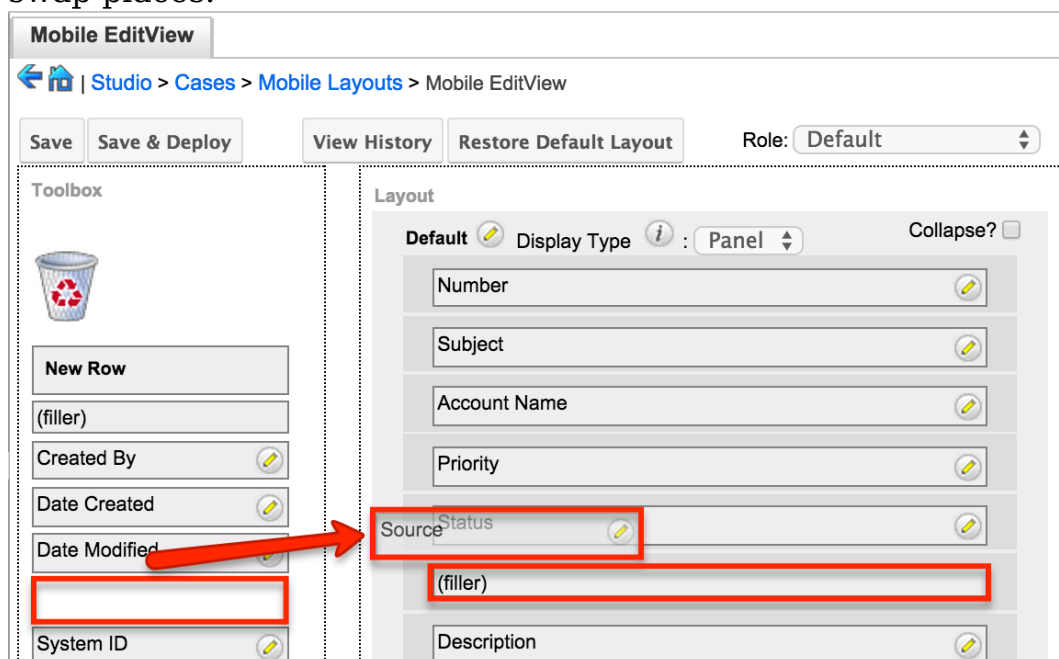 swap places.
Mobile EditView
| Studio > Cases > Mobile Layouts > Mobile EditView
Save Save & Deploy View History Restore Default Layout Role: Default
Toolbox
Layout
Default Display Type i : Panel Collapse?
Number
Subject
New Row
Account Name
(filler)
Created By
Priority
Date Created
Source Status
Date Modified
(filler)
System ID
Description